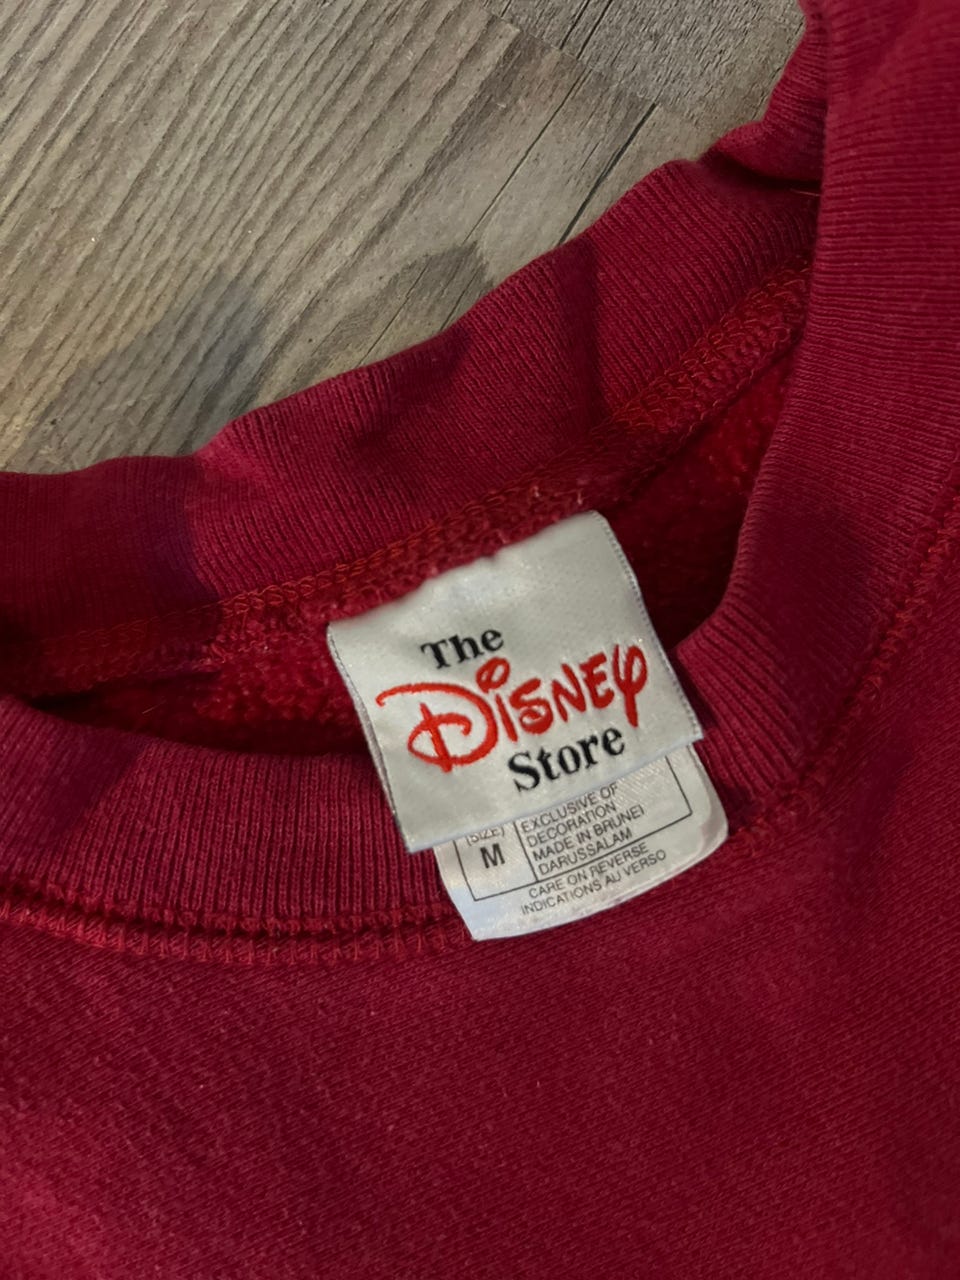 The
Disney
Store
(SIZE)
M
EXCLUSIVE OF
DECORATION
MADE IN BRUNEI
DARUSSALAM
CARE ON REVERSE
INDICATIONS AU VERSO